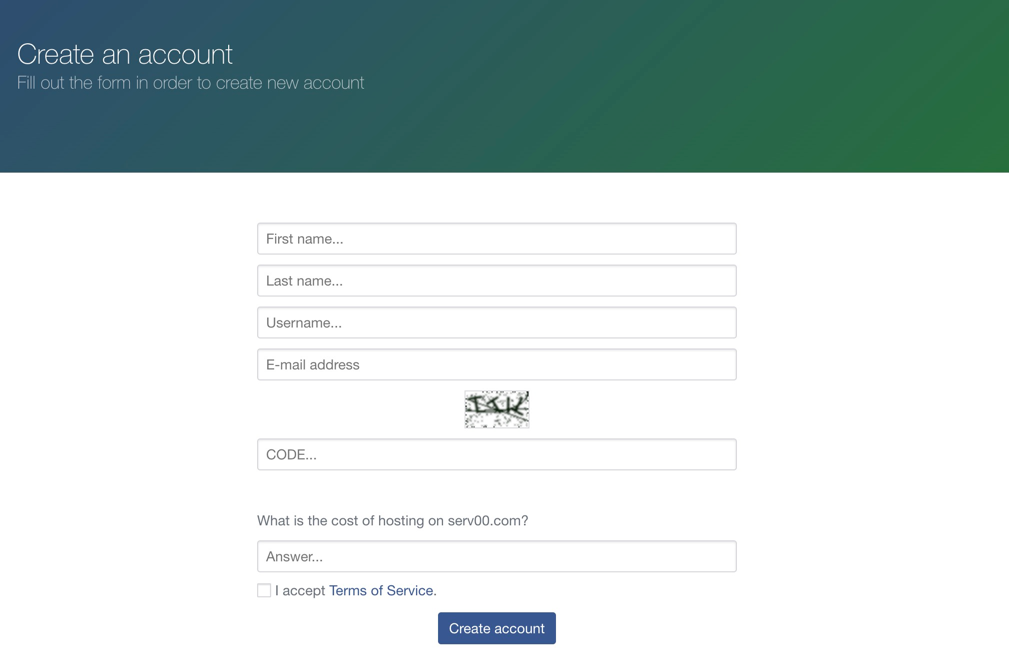 Create an account
Fill out the form in order to create new account
First name...
Last name...
Username...
E-mail address
CODE...
What is the cost of hosting on serv00.com?
Answer...
I accept Terms of Service.
Create account